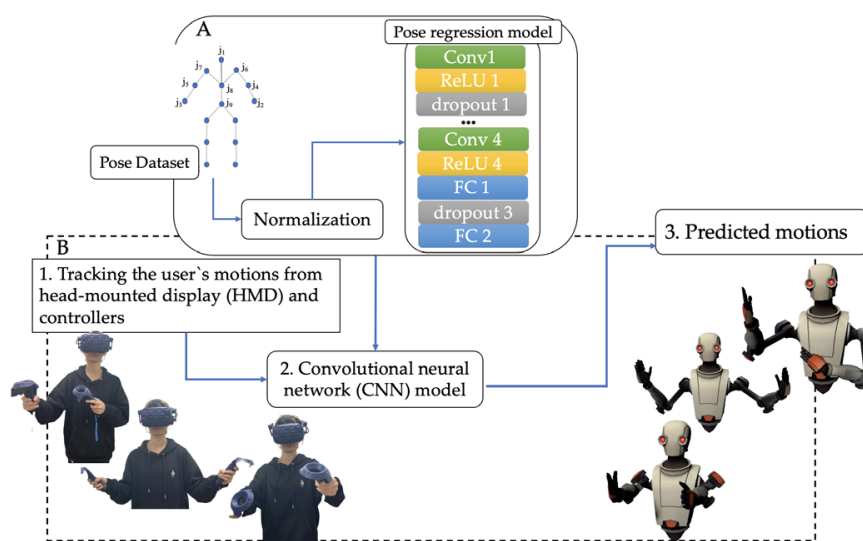 A
Pose regression model
j1
j7
j6
j5
j8
j4
j3
j9
j2
Conv1
ReLU 1
dropout 1
...
Conv 4
ReLU 4
FC 1
dropout 3
FC 2
Pose Dataset
Normalization
B
1. Tracking the user`s motions from
head-mounted display (HMD) and
controllers
2. Convolutional neural
network (CNN) model
3. Predicted motions